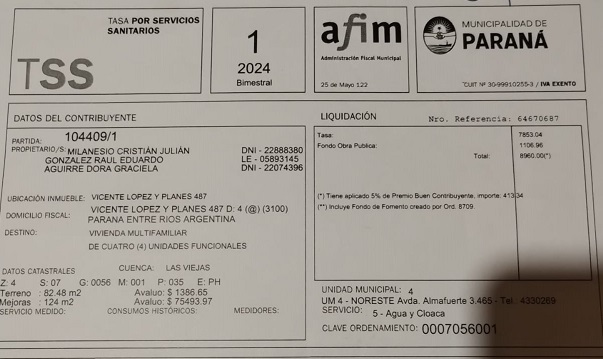 TASA POR SERVICIOS
SANITARIOS
TSS
1
2024
Bimestral
afim
Administración Fiscal Municipal
25 de Mayo 122
MUNICIPALIDAD DE
PARANÁ
CUIT Nº 30-99910255-3 / IVA EXENTO
DATOS DEL CONTRIBUYENTE
PARTIDA: 104409/1
PROPIETARIO/S: MILANESIO CRISTIÁN JULIÁN DNI - 22888380
GONZALEZ RAUL EDUARDO LE - 05893145
AGUIRRE DORA GRACIELA DNI - 22074396
UBICACIÓN INMUEBLE: VICENTE LOPEZ Y PLANES 487
DOMICILIO FISCAL: VICENTE LOPEZ Y PLANES 487 D: 4 (@) (3100)
PARANA ENTRE RIOS ARGENTINA
DESTINO: VIVIENDA MULTIFAMILIAR
DE CUATRO (4) UNIDADES FUNCIONALES
DATOS CATASTRALES CUENCA: LAS VIEJAS
Z: 4 S: 07 G: 0056 M: 001 P: 035 E: PH
Terreno : 82.48 m2 Avaluo: $ 1386.65
Mejoras : 124 m2 Avaluo: $ 75493.97
SERVICIO MEDIDO: CONSUMOS HISTÓRICOS: MEDIDORES:
LIQUIDACIÓN Nro. Referencia: 64670687
Tasa: 7853.04
Fondo Obra Publica: 1106.96
Total: 8960.00(*)
(*) Tiene aplicado 5% de Premio Buen Contribuyente, importe: 413.34
(**) Incluye Fondo de Fomento creado por Ord. 8709.
UNIDAD MUNICIPAL: 4
UM 4 - NORESTE Avda. Almafuerte 3.465 - Tel.: 4330269
SERVICIO: 5 - Agua y Cloaca
CLAVE ORDENAMIENTO: 0007056001